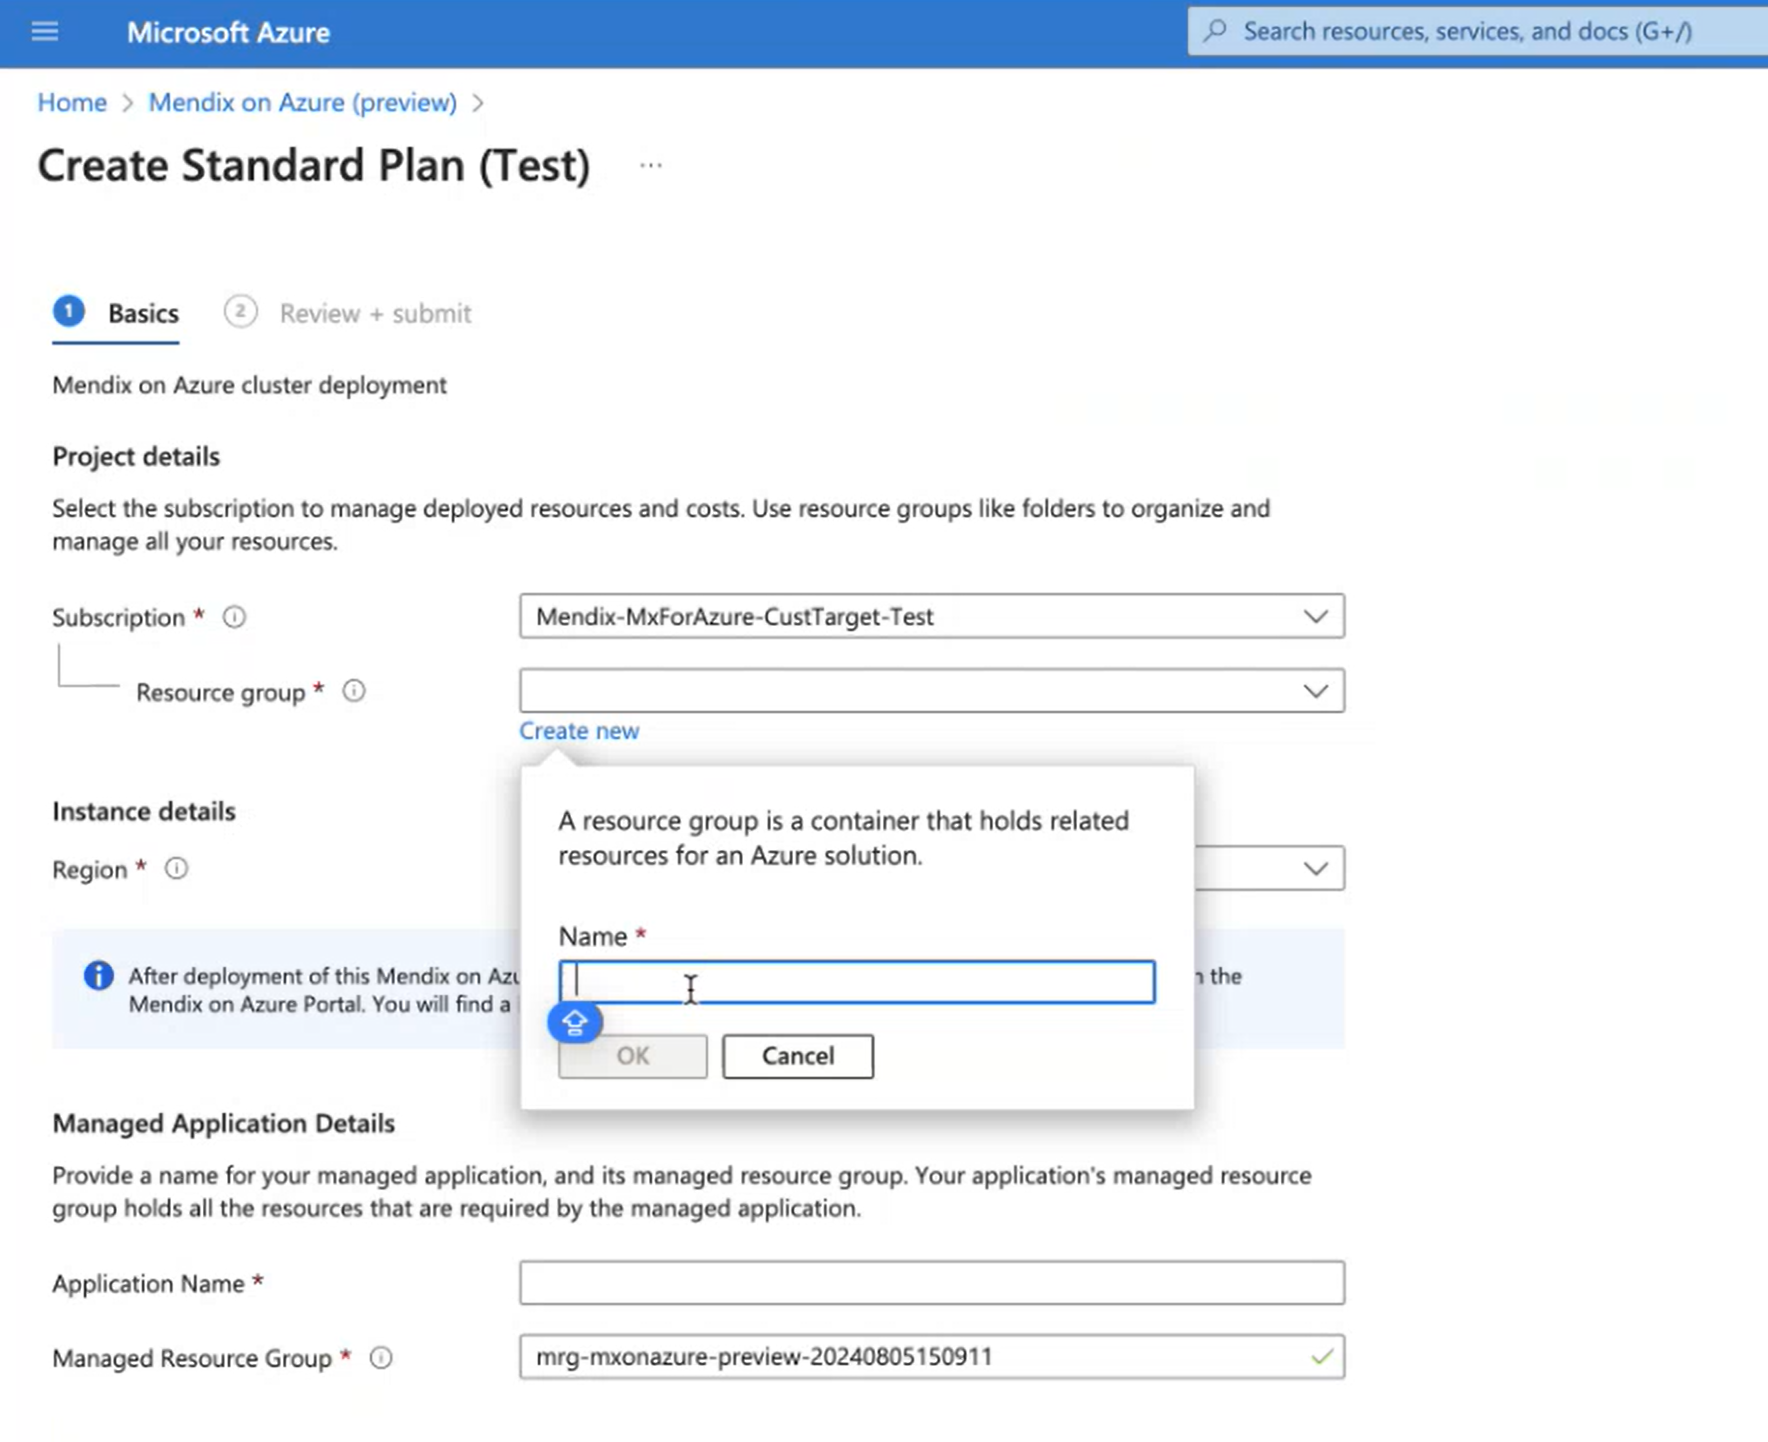 Microsoft Azure
Search resources, services, and docs (G+/)
Home > Mendix on Azure (preview) >
Create Standard Plan (Test) ...
1 Basics 2 Review + submit
Mendix on Azure cluster deployment
Project details
Select the subscription to manage deployed resources and costs. Use resource groups like folders to organize and
manage all your resources.
Subscription * Mendix-MxForAzure-CustTarget-Test
Resource group *
Create new
A resource group is a container that holds related
resources for an Azure solution.
Name *
OK Cancel
Instance details
Region *
After deployment of this Mendix on Azu
the
Mendix on Azure Portal. You will find a
Managed Application Details
Provide a name for your managed application, and its managed resource group. Your application's managed resource
group holds all the resources that are required by the managed application.
Application Name *
Managed Resource Group * mrg-mxonazure-preview-20240805150911